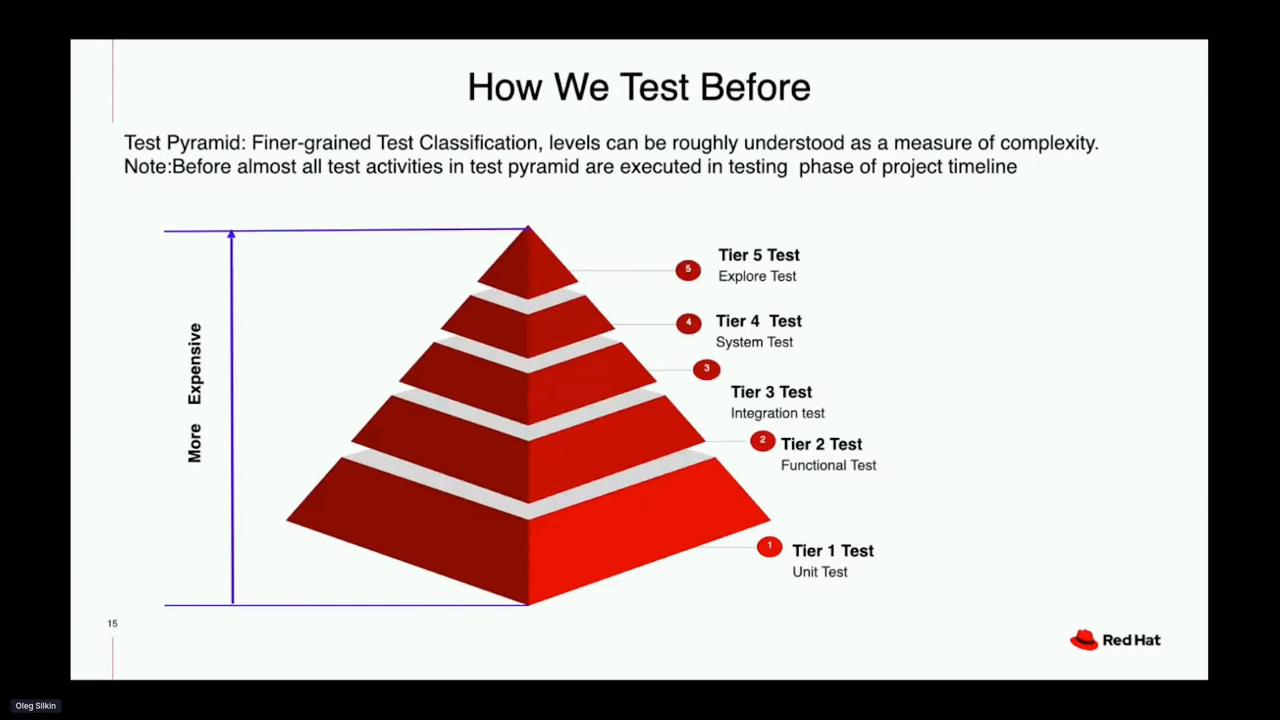 How We Test Before
Test Pyramid: Finer-grained Test Classification, levels can be roughly understood as a measure of complexity.
Note:Before almost all test activities in test pyramid are executed in testing phase of project timeline
More Expensive
5
Tier 5 Test
Explore Test
4
Tier 4 Test
System Test
3
Tier 3 Test
Integration test
2
Tier 2 Test
Functional Test
1
Tier 1 Test
Unit Test
15
Red Hat
Oleg Silkin